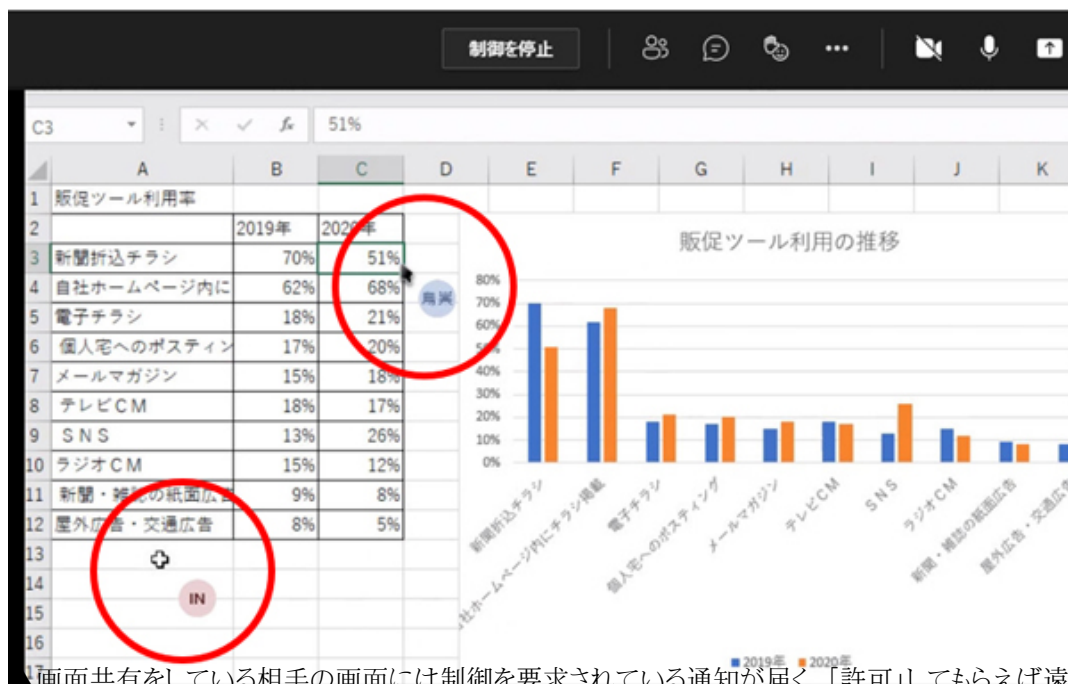 制御を停止
C3 fx 51%
A B C D E F G H I J K
1 販促ツール利用率
2 2019年 2020年
3 新聞折込チラシ 70% 51%
4 自社ホームページ内に 62% 68%
5 電子チラシ 18% 21%
6 個人宅へのポスティン 17% 20%
7 メールマガジン 15% 18%
8 テレビCM 18% 17%
9 SNS 13% 26%
10 ラジオCM 15% 12%
11 新聞・雑誌の紙面広告 9% 8%
12 屋外広告・交通広告 8% 5%
13
14
15
16
17
IN
販促ツール利用の推移
80%
70%
60%
50%
40%
30%
20%
10%
0%
新聞折込チラシ
社ホームページ内にチラシ掲載
電子チラシ
個人宅へのポスティング
メールマガジン
テレビCM
SNS
ラジオCM
新聞・雑誌の紙面広告
屋外広告・交通広告
2019年 2020年
画面共有をしている相手の画面には制御を要求されている通知が届く。「許可」してもらえば遠